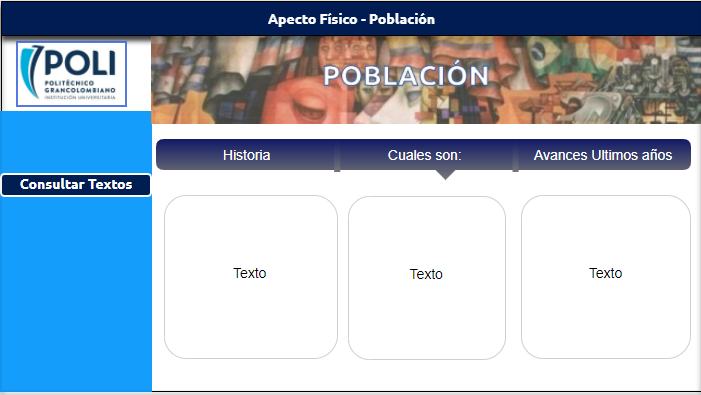 Apecto Físico - Población
POLI
POLITÉCNICO
GRANCOLOMBIANO
INSTITUCIÓN UNIVERSITARIA
POBLACIÓN
Consultar Textos
Historia
Cuales son:
Avances Ultimos años
Texto
Texto
Texto